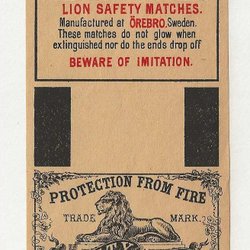 LION SAFETY MATCHES.
Manufactured at ÖREBRO, Sweden.
These matches do not glow when
extinguished nor do the ends drop off
BEWARE OF IMITATION.
PROTECTION FROM FIRE
TRADE MARK.